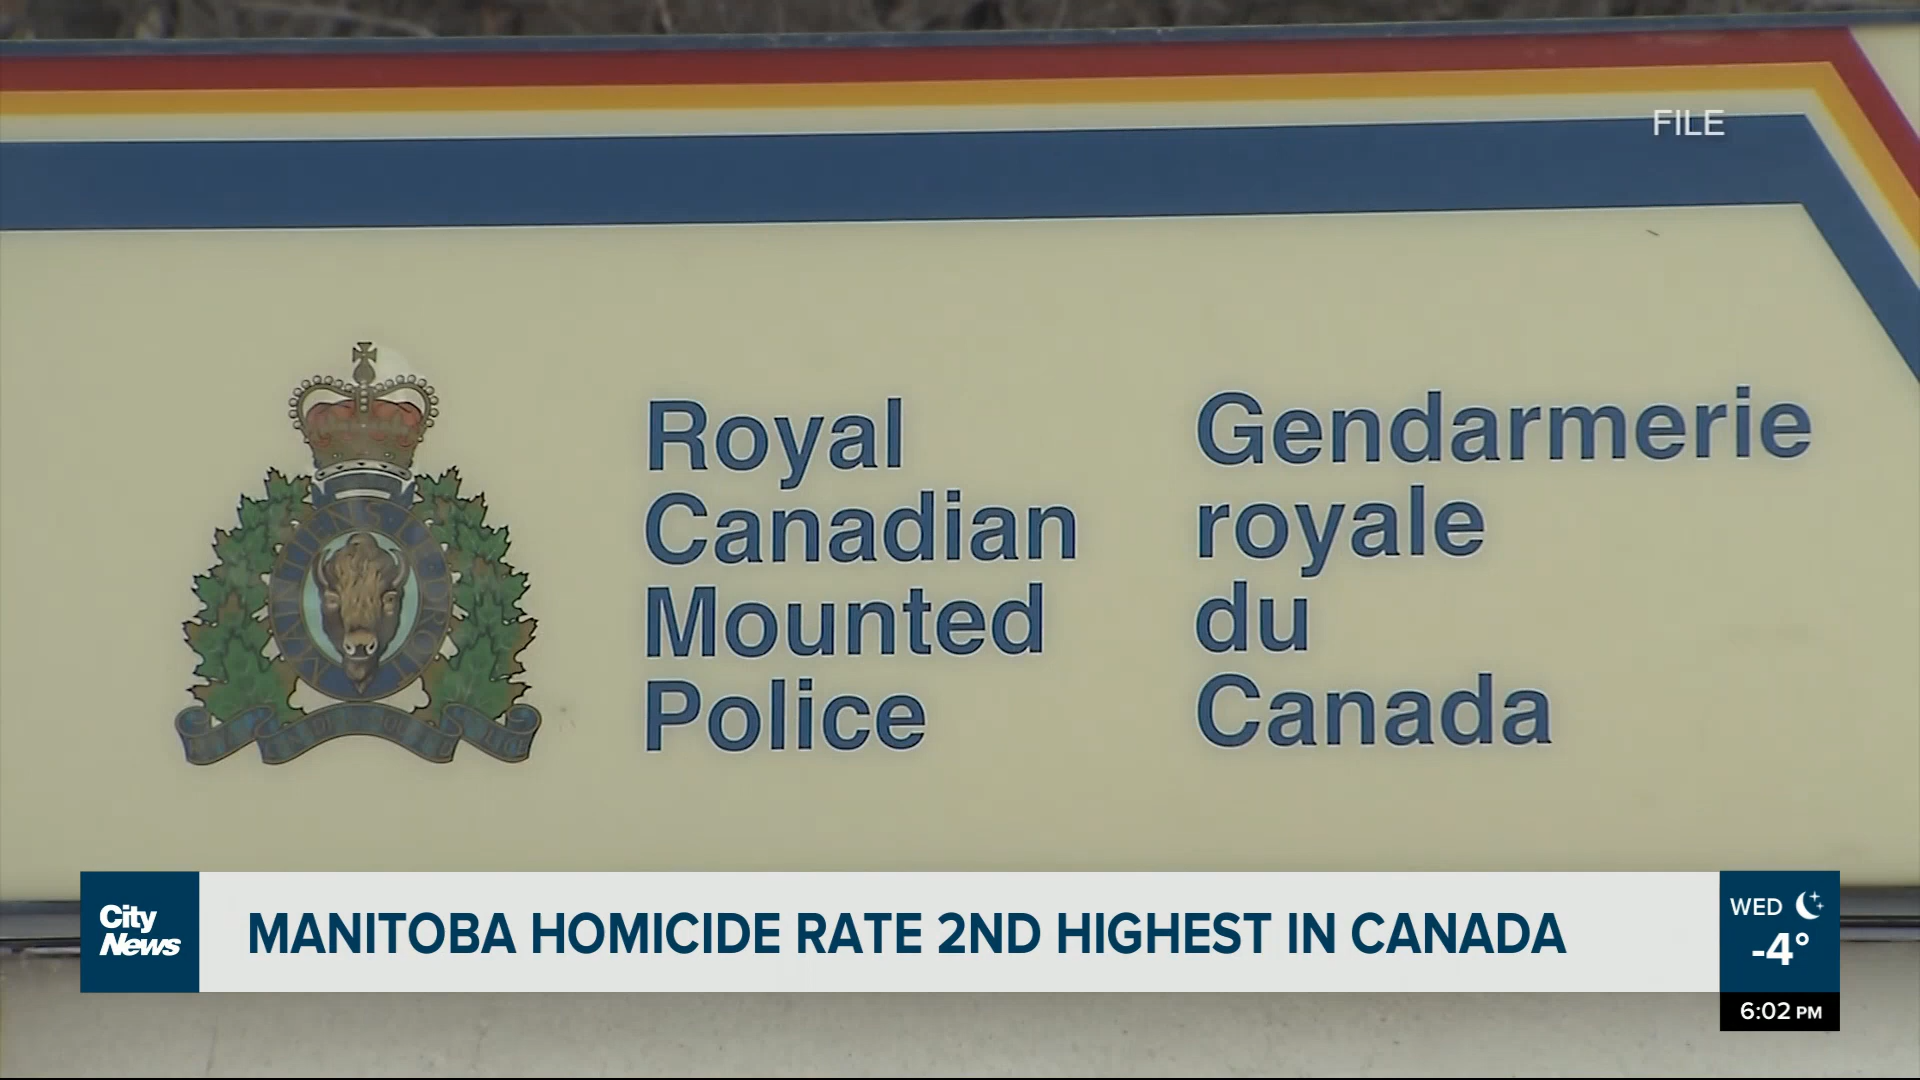 FILE
Royal
Canadian
Mounted
Police
Gendarmerie
royale
du
Canada
City
News
MANITOBA HOMICIDE RATE 2ND HIGHEST IN CANADA
WED
-4°
6:02 PM